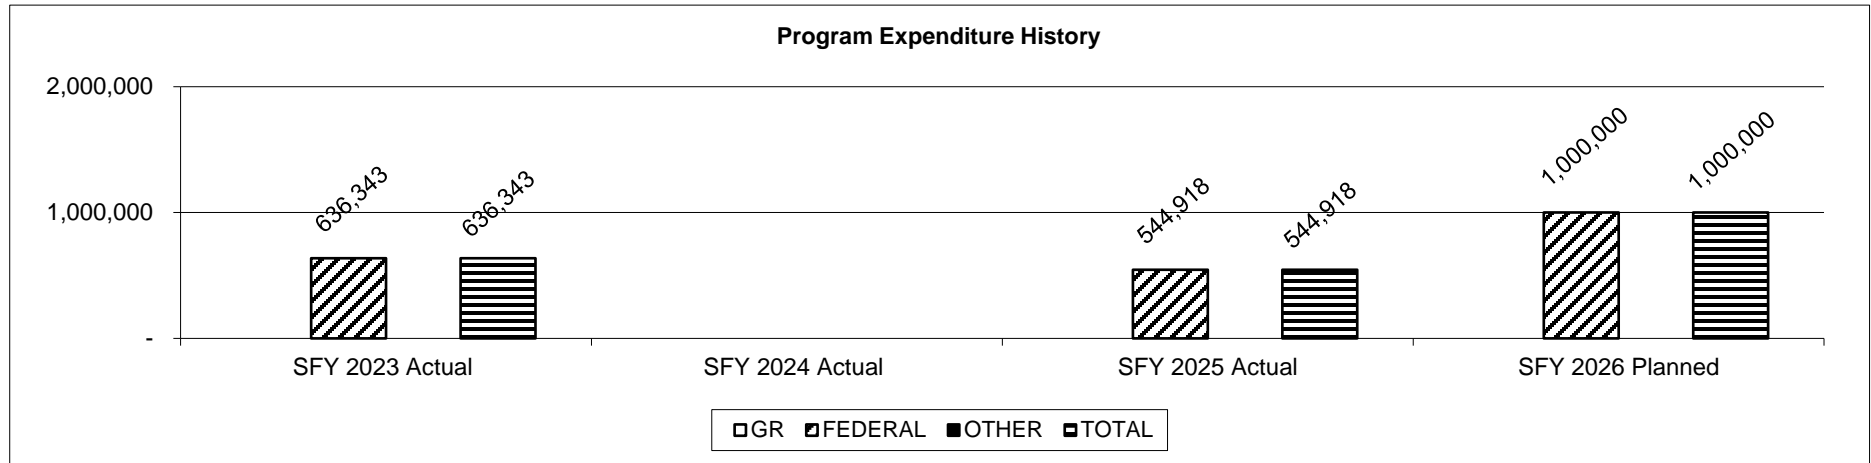 Program Expenditure History
2,000,000
1,000,000
-
636,343
636,343
544,918
544,918
1,000,000
1,000,000
SFY 2023 Actual
SFY 2024 Actual
SFY 2025 Actual
SFY 2026 Planned
GR FEDERAL OTHER TOTAL